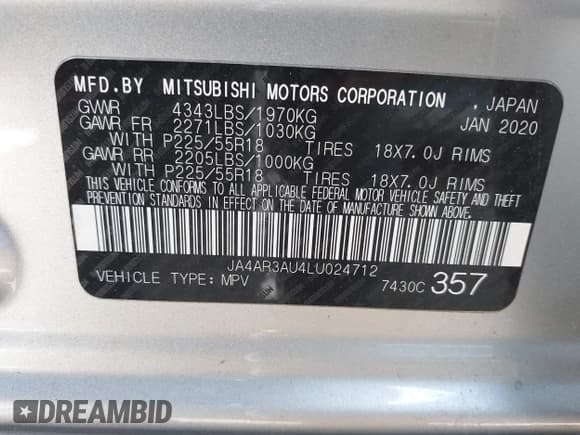 MFD.BY MITSUBISHI MOTORS CORPORATION . JAPAN
GVWR 4343LBS/1970KG JAN 2020
GAWR FR 2271LBS/1030KG
WITH P225/55R18 TIRES 18X7.0J RIMS
GAWR RR 2205LBS/1000KG
WITH P225/55R18 TIRES 18X7.0J RIMS
THIS VEHICLE CONFORMS TO ALL APPLICABLE FEDERAL MOTOR VEHICLE SAFETY AND THEFT
PREVENTION STANDARDS IN EFFECT ON THE DATE OF MANUFACTURE SHOWN ABOVE.
JA4AR3AU4LU024712
VEHICLE TYPE: MPV 7430C 357
DREAMBID